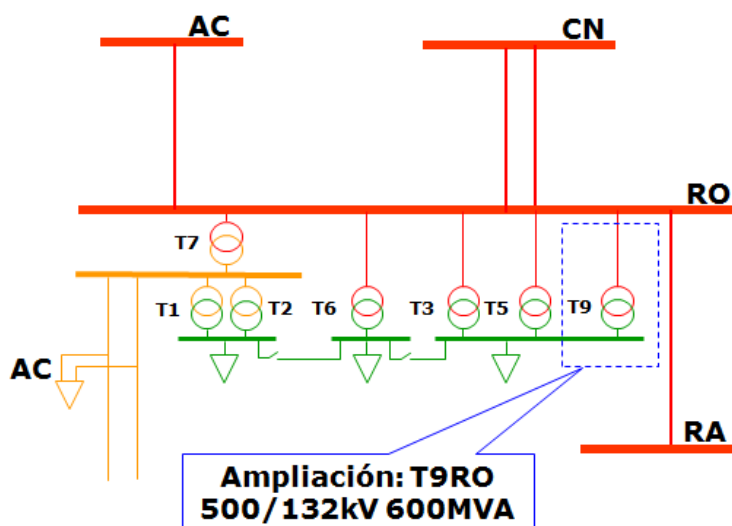 AC
CN
RO
T7
T1
T2
T6
T3
T5
T9
AC
RA
Ampliación: T9RO
500/132kV 600MVA